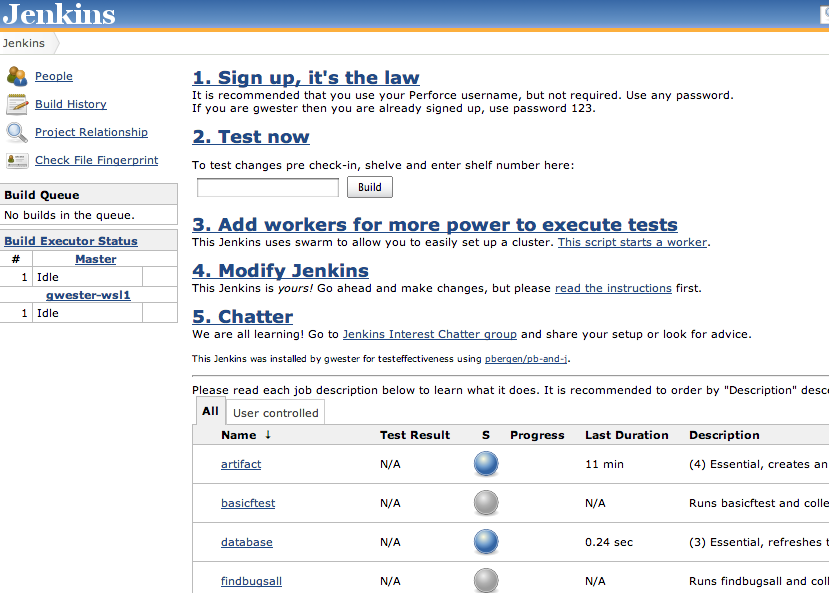 Jenkins
Jenkins
People
Build History
Project Relationship
Check File Fingerprint
Build Queue
No builds in the queue.
Build Executor Status
# Master
1 Idle
gwester-wsl1
1 Idle
1. Sign up, it's the law
It is recommended that you use your Perforce username, but not required. Use any password.
If you are gwester then you are already signed up, use password 123.
2. Test now
To test changes pre check-in, shelve and enter shelf number here:
Build
3. Add workers for more power to execute tests
This Jenkins uses swarm to allow you to easily set up a cluster. This script starts a worker.
4. Modify Jenkins
This Jenkins is yours! Go ahead and make changes, but please read the instructions first.
5. Chatter
We are all learning! Go to Jenkins Interest Chatter group and share your setup or look for advice.
This Jenkins was installed by gwester for testeffectiveness using pbergen/pb-and-j.
Please read each job description below to learn what it does. It is recommended to order by "Description" desce
All User controlled
Name ↓ Test Result S Progress Last Duration Description
artifact N/A 11 min (4) Essential, creates an
basicftest N/A N/A Runs basicftest and colle
database N/A 0.24 sec (3) Essential, refreshes t
findbugsall N/A N/A Runs findbugsall and coll